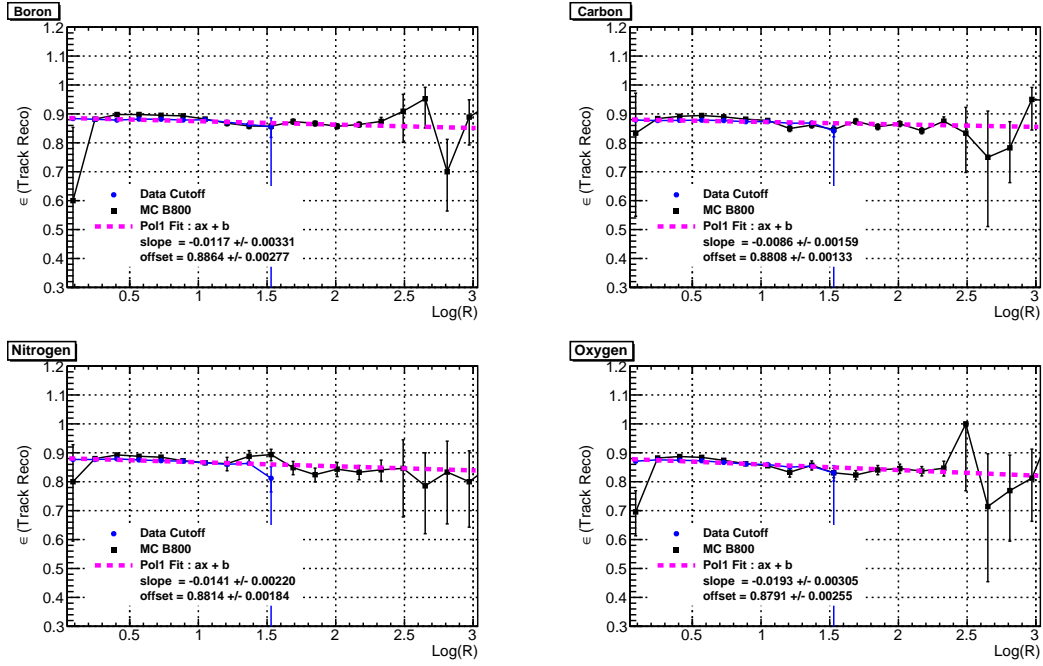 Boron
∈ (Track Reco)
1.2
1.1
1
0.9
0.8
0.7
0.6
0.5
0.4
0.3
Data Cutoff
MC B800
Pol1 Fit : ax + b
slope = -0.0117 +/- 0.00331
offset = 0.8864 +/- 0.00277
0.5 1 1.5 2 2.5 3
Log(R)
Carbon
∈ (Track Reco)
1.2
1.1
1
0.9
0.8
0.7
0.6
0.5
0.4
0.3
Data Cutoff
MC B800
Pol1 Fit : ax + b
slope = -0.0086 +/- 0.00159
offset = 0.8808 +/- 0.00133
0.5 1 1.5 2 2.5 3
Log(R)
Nitrogen
∈ (Track Reco)
1.2
1.1
1
0.9
0.8
0.7
0.6
0.5
0.4
0.3
Data Cutoff
MC B800
Pol1 Fit : ax + b
slope = -0.0141 +/- 0.00220
offset = 0.8814 +/- 0.00184
0.5 1 1.5 2 2.5 3
Log(R)
Oxygen
∈ (Track Reco)
1.2
1.1
1
0.9
0.8
0.7
0.6
0.5
0.4
0.3
Data Cutoff
MC B800
Pol1 Fit : ax + b
slope = -0.0193 +/- 0.00305
offset = 0.8791 +/- 0.00255
0.5 1 1.5 2 2.5 3
Log(R)